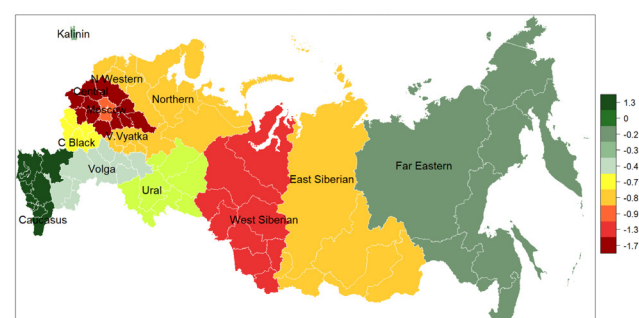 Kalinin
N.Western
Central
Northern
Moscow
V.Vyatka
C Black
Volga
Ural
Caucasus
East Siberian
West Siberian
Far Eastern
1.3
0
-0.2
-0.3
-0.4
-0.7
-0.8
-0.9
-1.3
-1.7